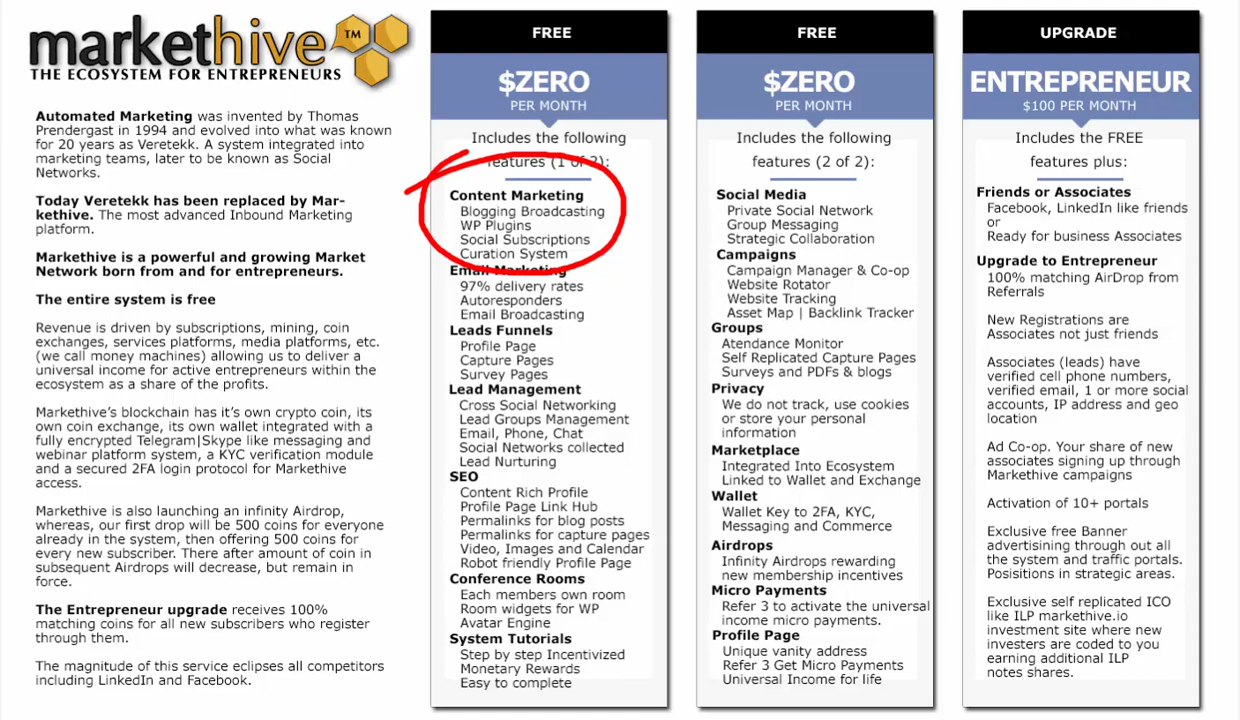 markethive™
THE ECOSYSTEM FOR ENTREPRENEURS
Automated Marketing was invented by Thomas
Prendergast in 1994 and evolved into what was known
for 20 years as Veretekk. A system integrated into
marketing teams, later to be known as Social
Networks.
Today Veretekk has been replaced by Mar-
kethive. The most advanced Inbound Marketing
platform.
Markethive is a powerful and growing Market
Network born from and for entrepreneurs.
The entire system is free
Revenue is driven by subscriptions, mining, coin
exchanges, services platforms, media platforms, etc.
(we call money machines) allowing us to deliver a
universal income for active entrepreneurs within the
ecosystem as a share of the profits.
Markethive's blockchain has it's own crypto coin, its
own coin exchange, its own wallet integrated with a
fully encrypted Telegram|Skype like messaging and
webinar platform system, a KYC verification module
and a secured 2FA login protocol for Markethive
access.
Markethive is also launching an infinity Airdrop,
whereas, our first drop will be 500 coins for everyone
already in the system, then offering 500 coins for
every new subscriber. There after amount of coin in
subsequent Airdrops will decrease, but remain in
force.
The Entrepreneur upgrade receives 100%
matching coins for all new subscribers who register
through them.
The magnitude of this service eclipses all competitors
including LinkedIn and Facebook.
FREE
$ZERO
PER MONTH
Includes the following
features (1 of 2):
Content Marketing
Blogging Broadcasting
WP Plugins
Social Subscriptions
Curation System
Email Marketing
97% delivery rates
Autoresponders
Email Broadcasting
Leads Funnels
Profile Page
Capture Pages
Survey Pages
Lead Management
Cross Social Networking
Lead Groups Management
Email, Phone, Chat
Social Networks collected
Lead Nurturing
SEO
Content Rich Profile
Profile Page Link Hub
Permalinks for blog posts
Permalinks for capture pages
Video, Images and Calendar
Robot friendly Profile Page
Conference Rooms
Each members own room
Room widgets for WP
Avatar Engine
System Tutorials
Step by step Incentivized
Monetary Rewards
Easy to complete
FREE
$ZERO
PER MONTH
Includes the following
features (2 of 2):
Social Media
Private Social Network
Group Messaging
Strategic Collaboration
Campaigns
Campaign Manager & Co-op
Website Rotator
Website Tracking
Asset Map | Backlink Tracker
Groups
Atendance Monitor
Self Replicated Capture Pages
Surveys and PDFs & blogs
Privacy
We do not track, use cookies
or store your personal
information
Marketplace
Integrated Into Ecosystem
Linked to Wallet and Exchange
Wallet
Wallet Key to 2FA, KYC,
Messaging and Commerce
Airdrops
Infinity Airdrops rewarding
new membership incentives
Micro Payments
Refer 3 to activate the universal
income micro payments.
Profile Page
Unique vanity address
Refer 3 Get Micro Payments
Universal Income for life
UPGRADE
ENTREPRENEUR
$100 PER MONTH
Includes the FREE
features plus:
Friends or Associates
Facebook, LinkedIn like friends
or
Ready for business Associates
Upgrade to Entrepreneur
100% matching AirDrop from
Referrals
New Registrations are
Associates not just friends
Associates (leads) have
verified cell phone numbers,
verified email, 1 or more social
accounts, IP address and geo
location
Ad Co-op. Your share of new
associates signing up through
Markethive campaigns
Activation of 10+ portals
Exclusive free Banner
advertisining through out all
the system and traffic portals.
Posisitions in strategic areas.
Exclusive self replicated ICO
like ILP markethive.io
investment site where new
investers are coded to you
earning additional ILP
notes shares.